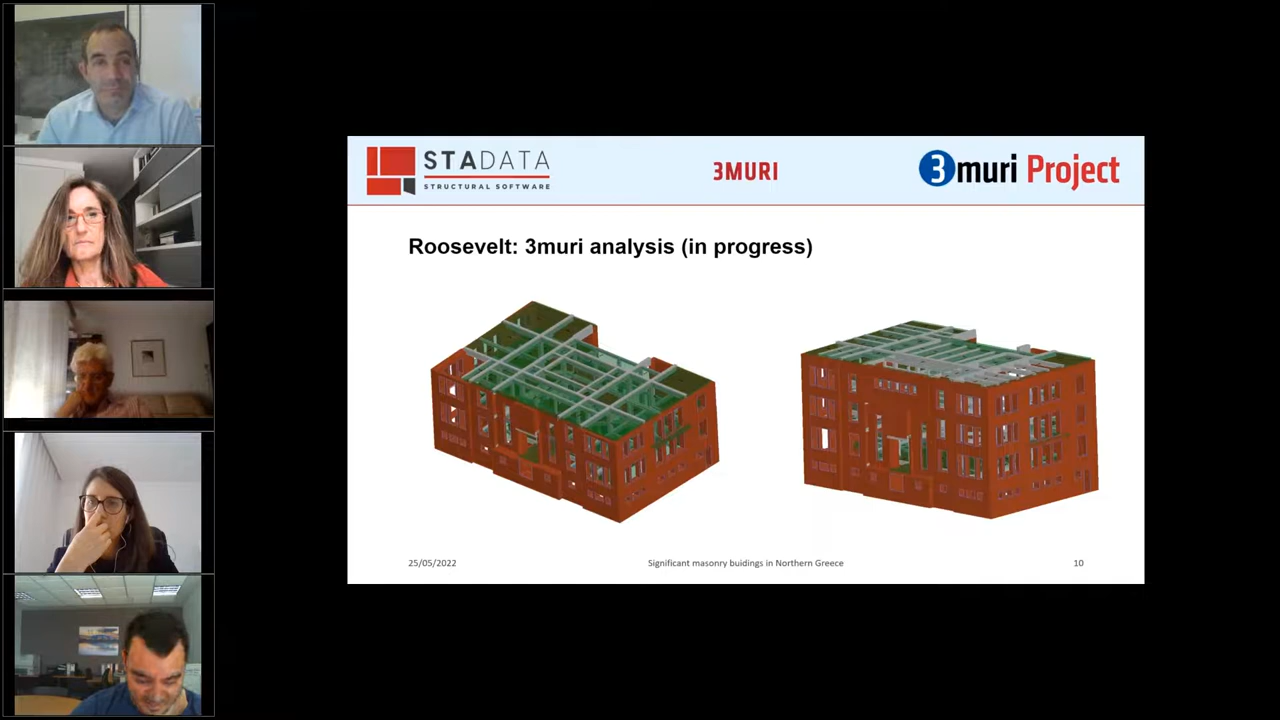 STADATA
STRUCTURAL SOFTWARE
3MURI
3muri Project
Roosevelt: 3muri analysis (in progress)
25/05/2022
Significant masonry buidings in Northern Greece
10